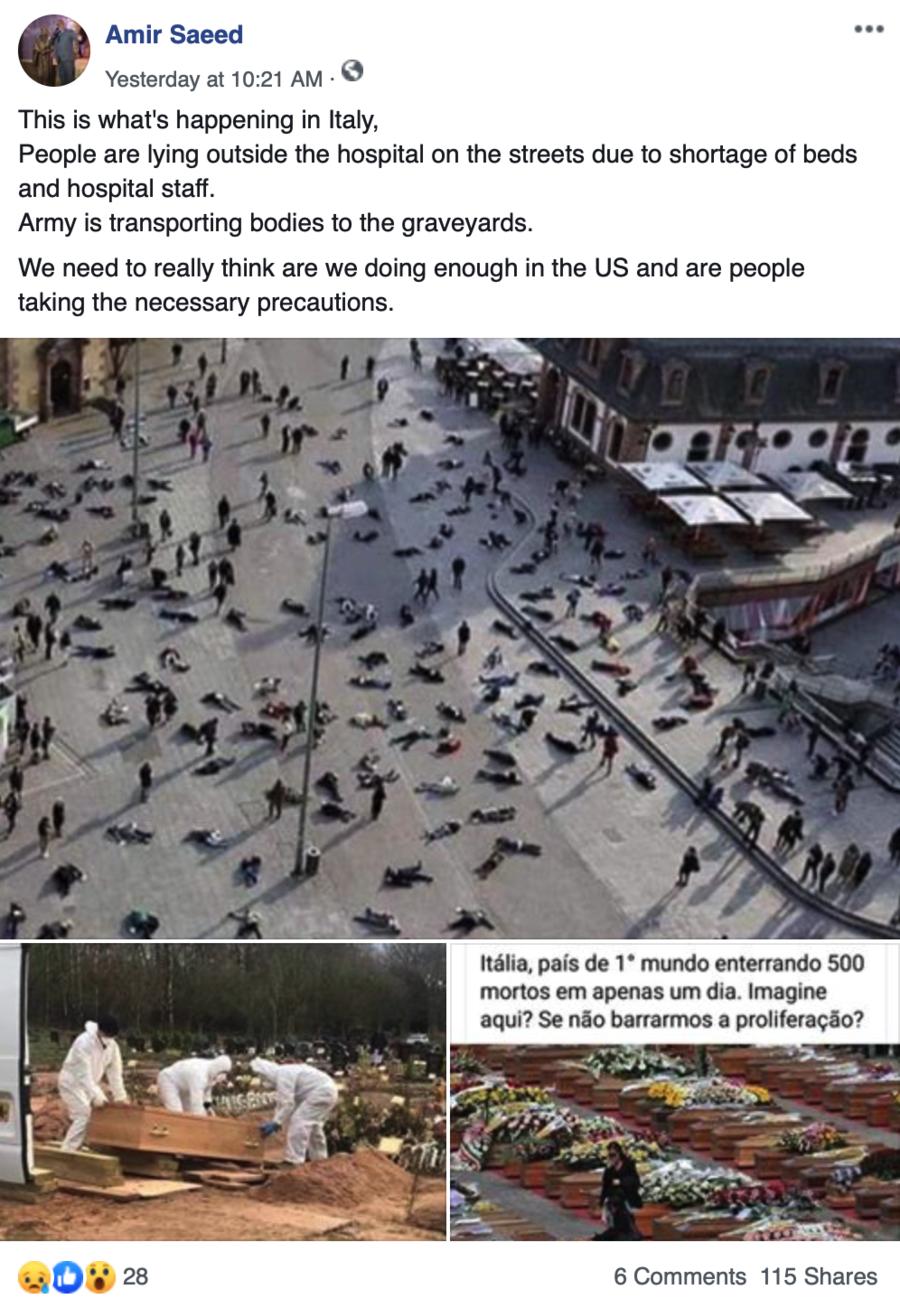 Amir Saeed
Yesterday at 10:21 AM ·
This is what's happening in Italy,
People are lying outside the hospital on the streets due to shortage of beds
and hospital staff.
Army is transporting bodies to the graveyards.
We need to really think are we doing enough in the US and are people
taking the necessary precautions.
Itália, país de 1° mundo enterrando 500
mortos em apenas um dia. Imagine
aqui? Se não barrarmos a proliferação?
28
6 Comments 115 Shares